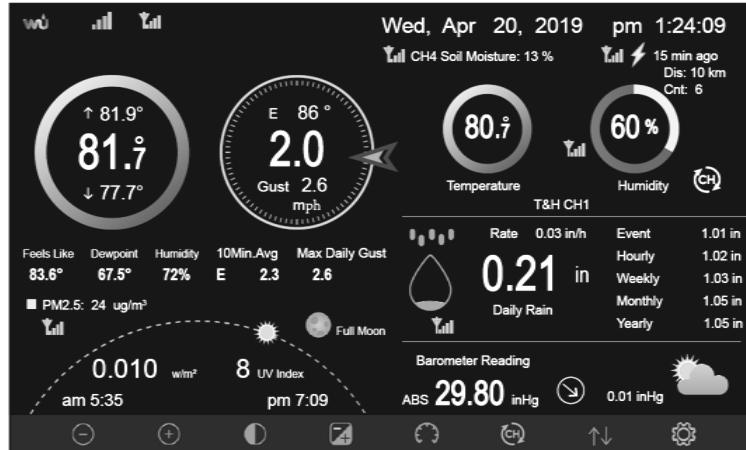 wu
Wed, Apr 20, 2019 pm 1:24:09
CH4 Soil Moisture: 13 %
15 min ago
Dis: 10 km
Cnt: 6
↑ 81.9°
81.7°
↓ 77.7°
E 86 °
2.0
Gust 2.6
mph
80.7°
Temperature
60 %
Humidity
CH
T&H CH1
Feels Like Dewpoint Humidity 10Min.Avg Max Daily Gust
83.6° 67.5° 72% E 2.3 2.6
PM2.5: 24 ug/m³
Full Moon
0.010 w/m² 8 UV Index
am 5:35 pm 7:09
Rate 0.03 in/h
0.21 in
Daily Rain
Event 1.01 in
Hourly 1.02 in
Weekly 1.03 in
Monthly 1.05 in
Yearly 1.05 in
Barometer Reading
ABS 29.80 inHg
0.01 inHg
CH